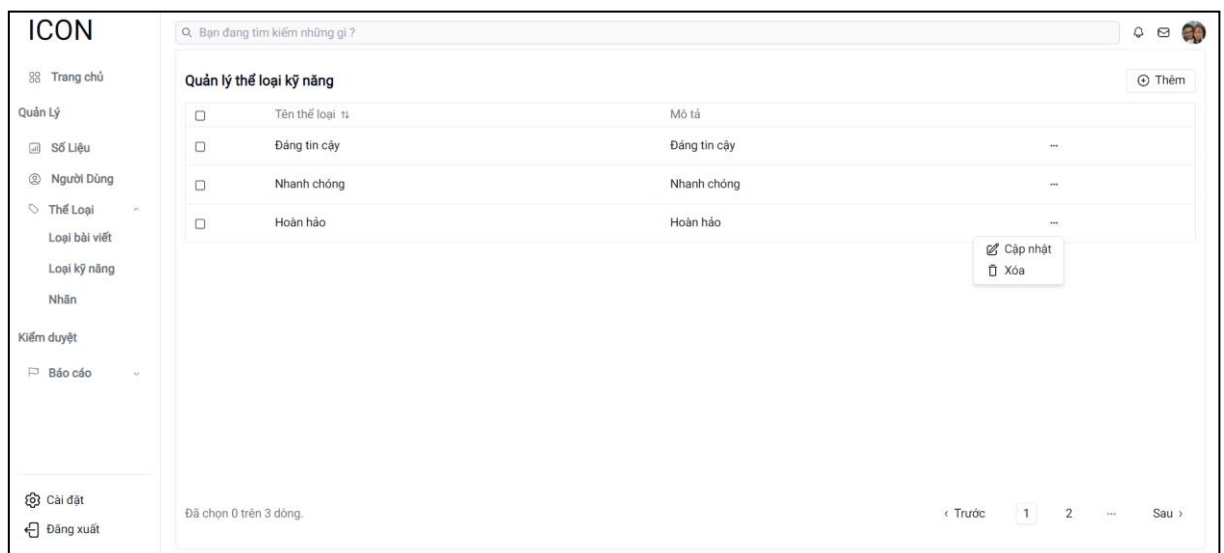 ICON
Bạn đang tìm kiếm những gì ?
Trang chủ
Quản Lý
Số Liệu
Người Dùng
Thể Loại
Loại bài viết
Loại kỹ năng
Nhãn
Kiểm duyệt
Báo cáo
Cài đặt
Đăng xuất
Quản lý thể loại kỹ năng
Thêm
Tên thể loại Mô tả
Đáng tin cậy Đáng tin cậy ...
Nhanh chóng Nhanh chóng ...
Hoàn hảo Hoàn hảo ...
Cập nhật
Xóa
Đã chọn 0 trên 3 dòng.
‹ Trước 1 2 ... Sau ›